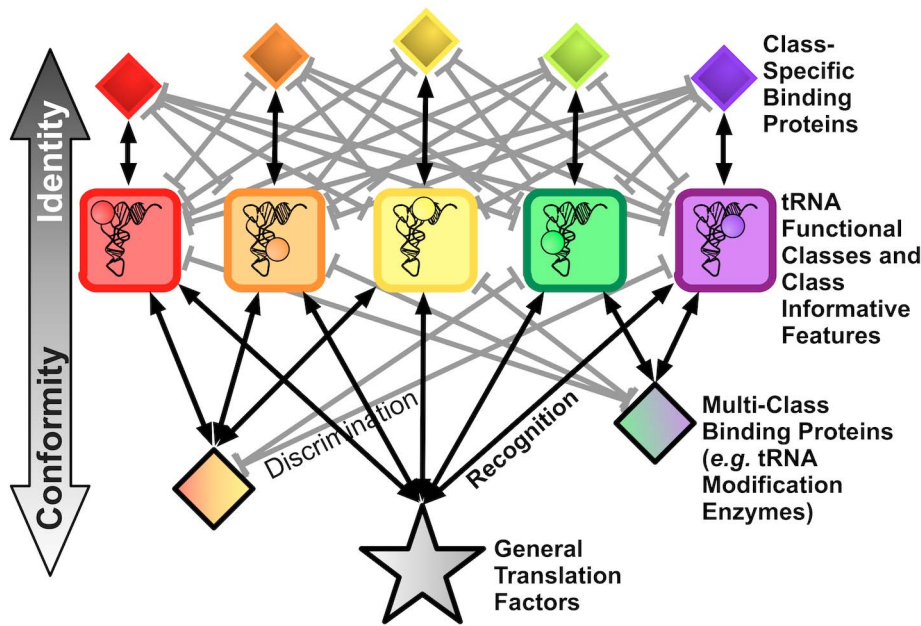 Class-
Specific
Binding
Proteins
Identity
tRNA
Functional
Classes and
Class
Informative
Features
Conformity
Discrimination
Recognition
Multi-Class
Binding Proteins
(e.g. tRNA
Modification
Enzymes)
General
Translation
Factors